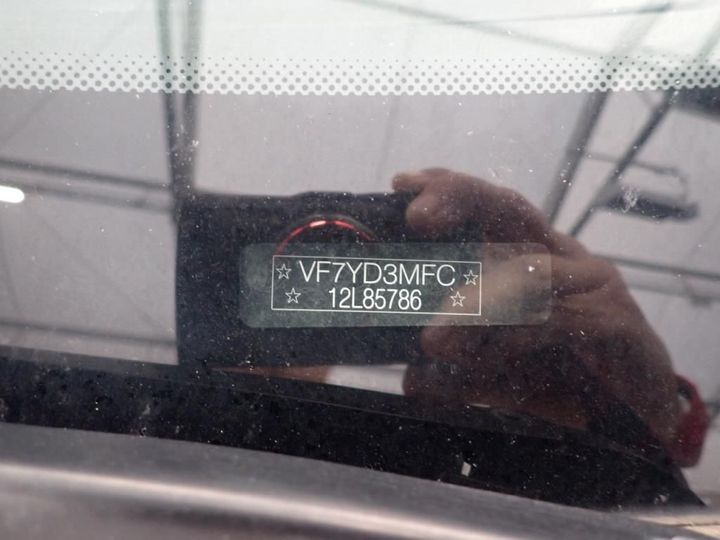 ☆ VF7YD3MFC ☆
☆ 12L85786 ☆